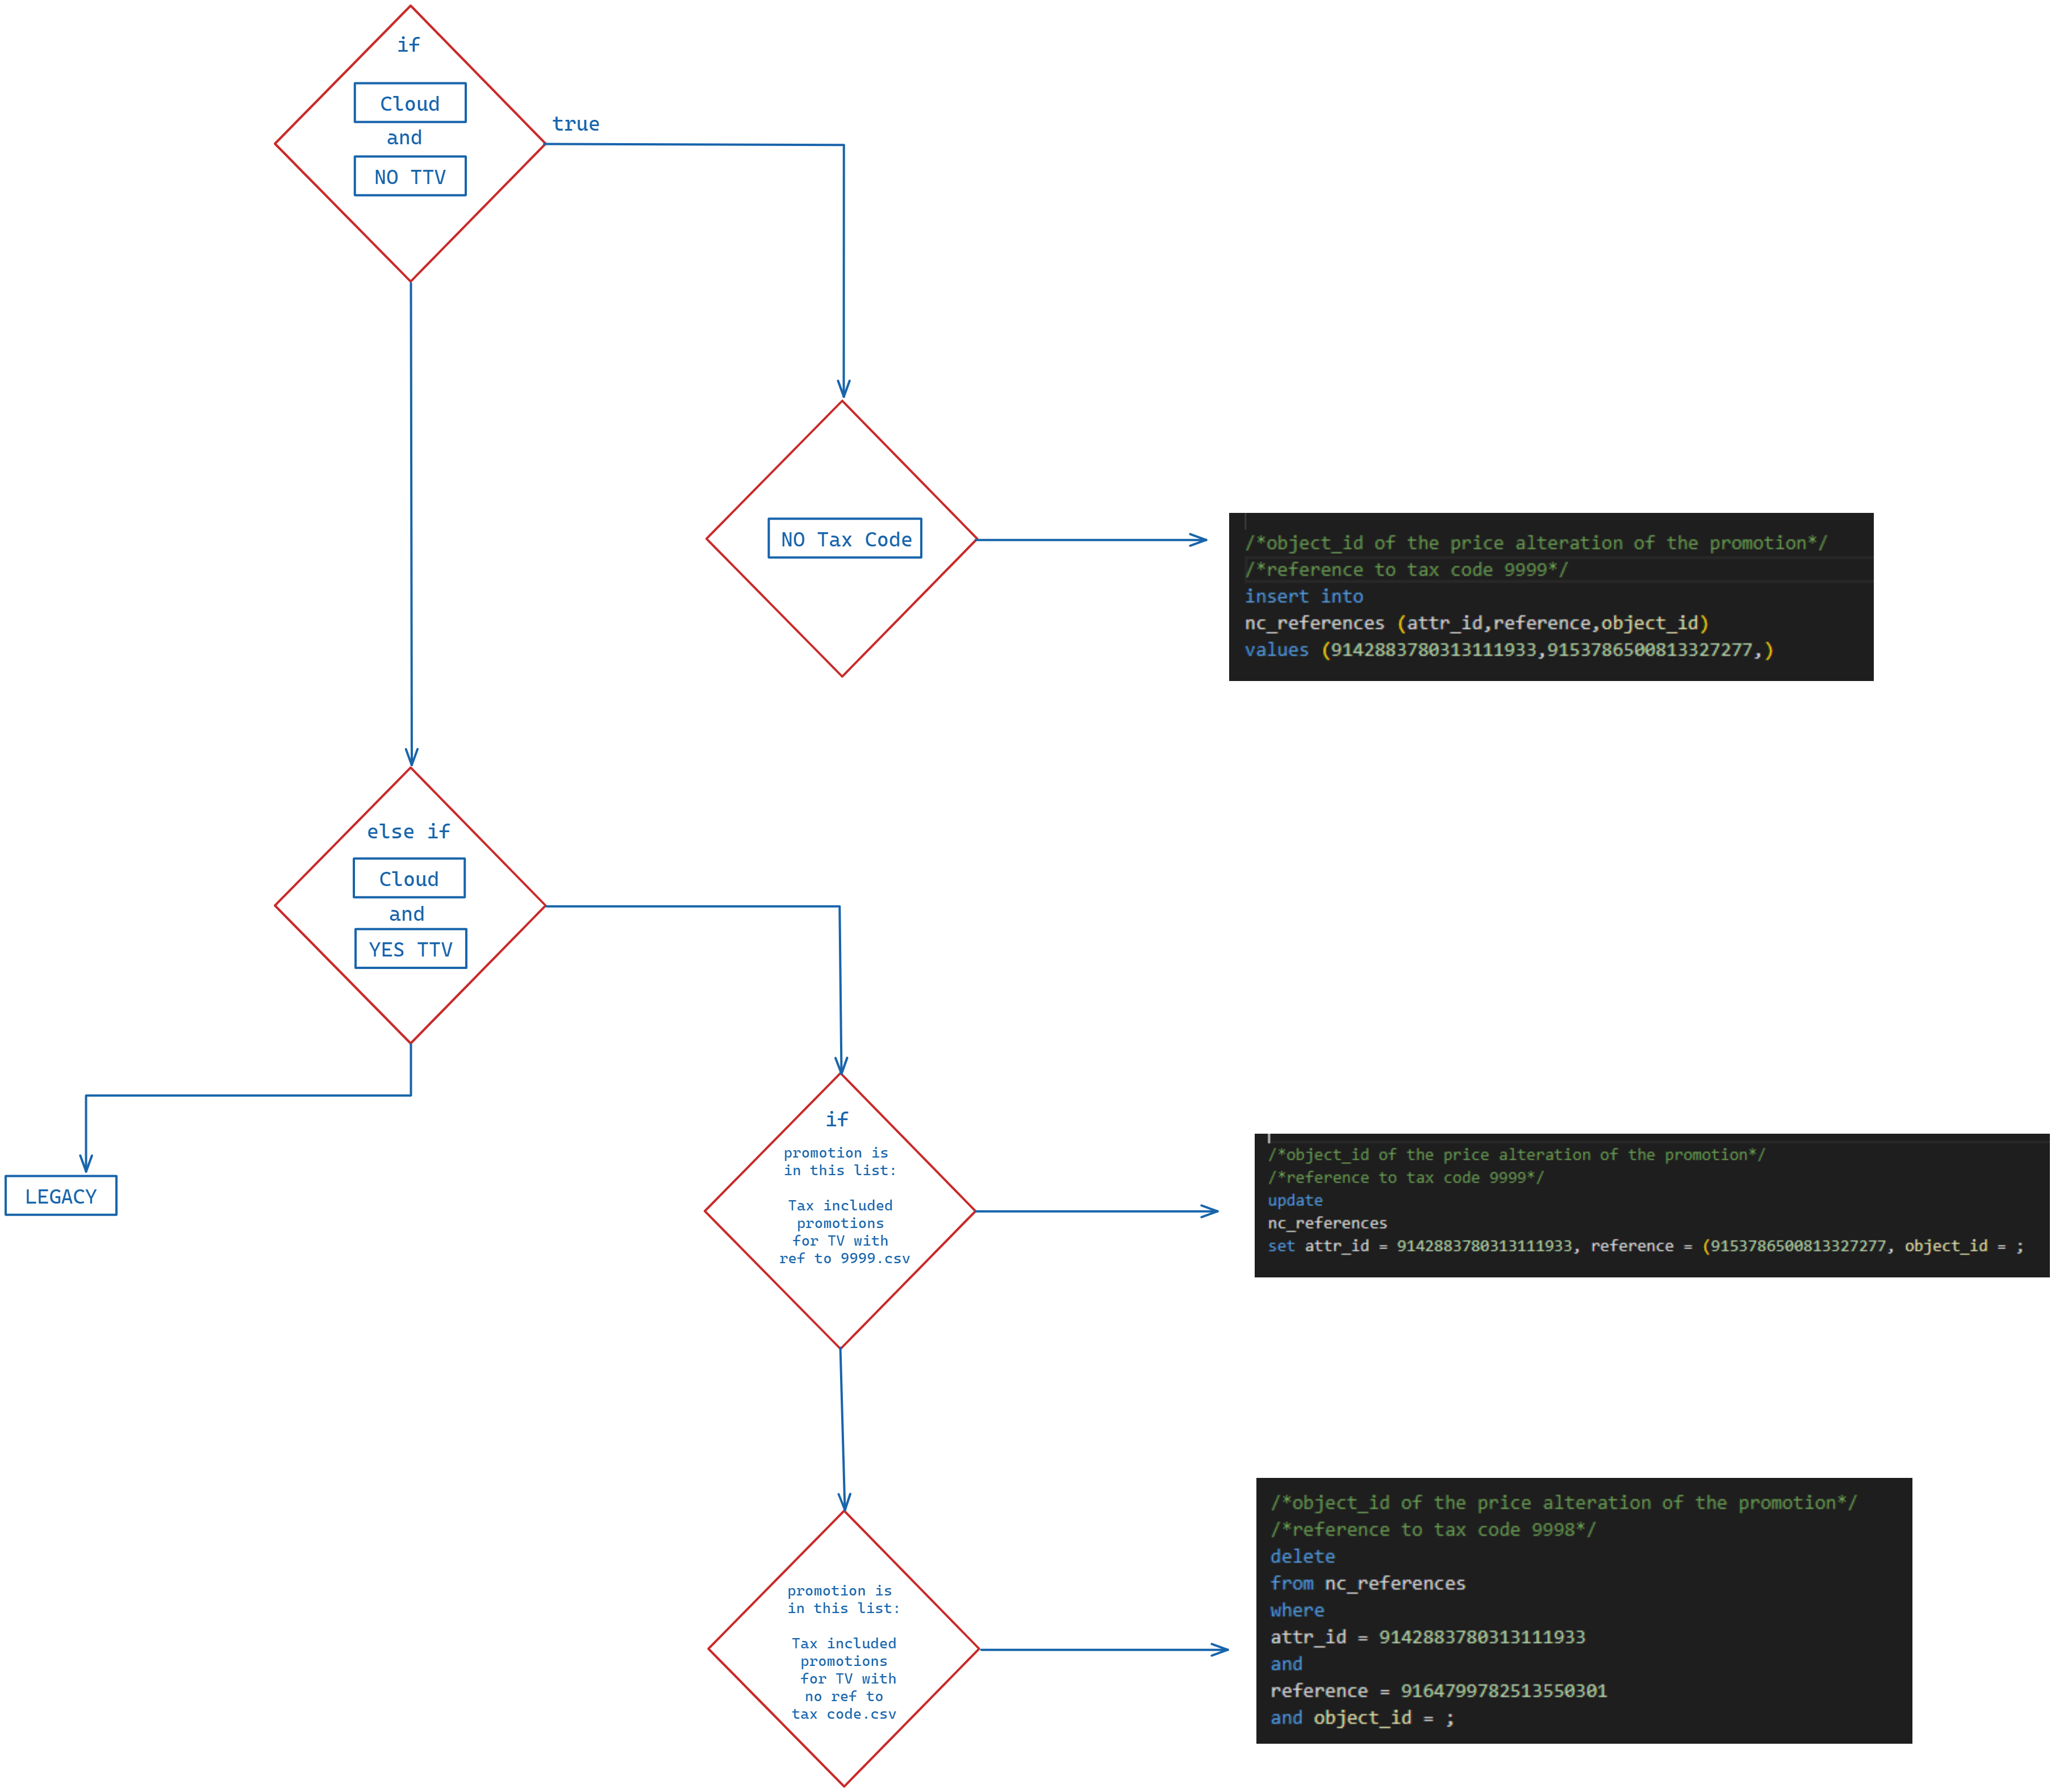 if
Cloud
and
NO TTV
true
NO Tax Code
/*object_id of the price alteration of the promotion*/
/*reference to tax code 9999*/
insert into
nc_references (attr_id,reference,object_id)
values (9142883780313111933,9153786500813327277,)
else if
Cloud
and
YES TTV
LEGACY
if
promotion is
in this list:
Tax included
promotions
for TV with
ref to 9999.csv
/*object_id of the price alteration of the promotion*/
/*reference to tax code 9999*/
update
nc_references
set attr_id = 9142883780313111933, reference = (9153786500813327277, object_id = ;
promotion is
in this list:
Tax included
promotions
for TV with
no ref to
tax code.csv
/*object_id of the price alteration of the promotion*/
/*reference to tax code 9998*/
delete
from nc_references
where
attr_id = 9142883780313111933
and
reference = 9164799782513550301
and object_id = ;